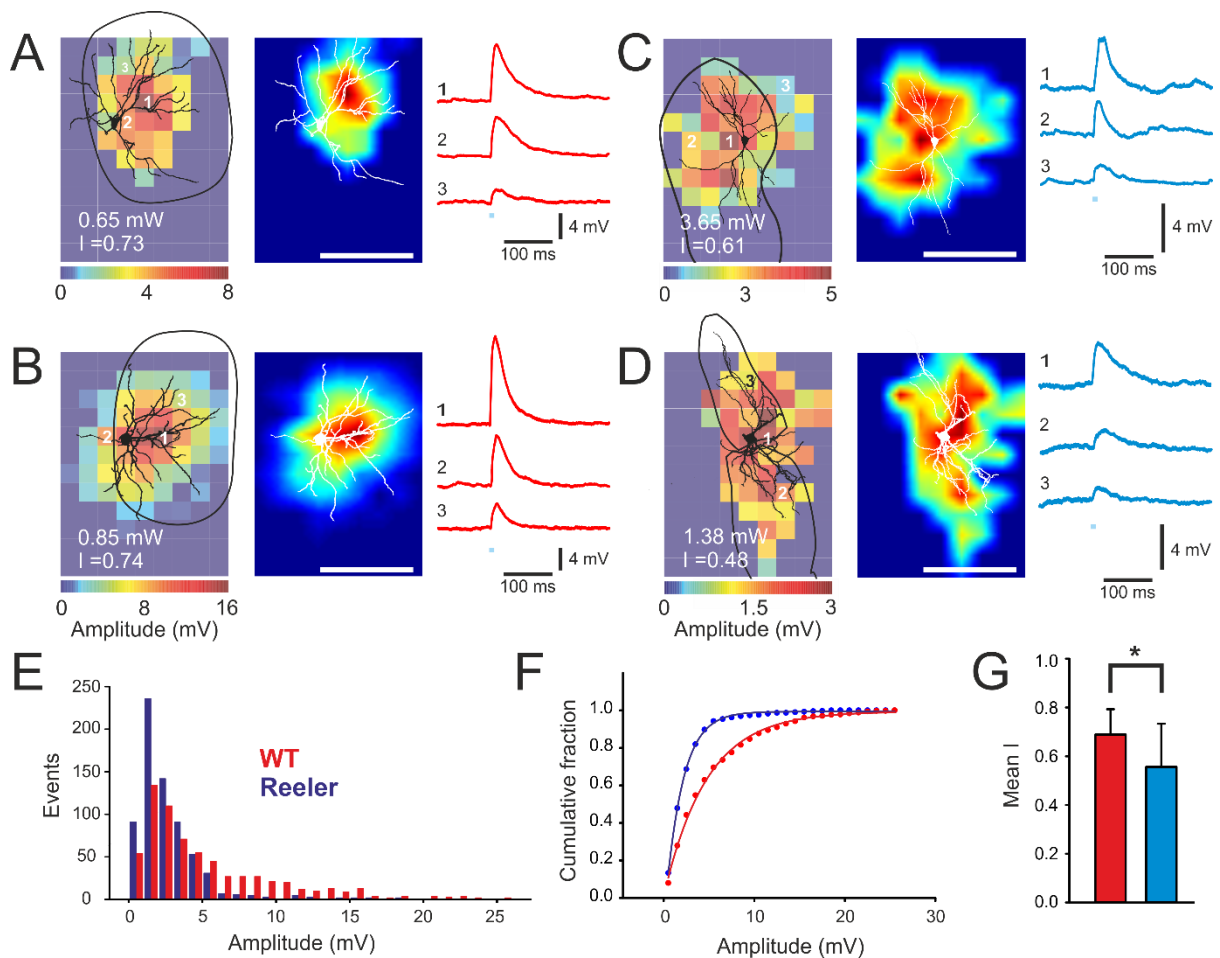 A
3
1
2
0.65 mW
I =0.73
0 4 8
1
2
3
4 mV
100 ms
C
3
2
1
3.65 mW
I =0.61
0 3 5
1
2
3
4 mV
100 ms
B
3
2
1
0.85 mW
I =0.74
0 8 16
Amplitude (mV)
1
2
3
4 mV
100 ms
D
3
1
2
1.38 mW
I =0.48
0 1.5 3
Amplitude (mV)
1
2
3
4 mV
100 ms
E
250
200
150
100
50
0
Events
WT
Reeler
0 5 10 15 20 25
Amplitude (mV)
F
1.0
0.8
0.6
0.4
0.2
0.0
Cumulative fraction
0 10 20 30
Amplitude (mV)
G
1.0
0.8
0.6
0.4
0.2
0.0
Mean I
*